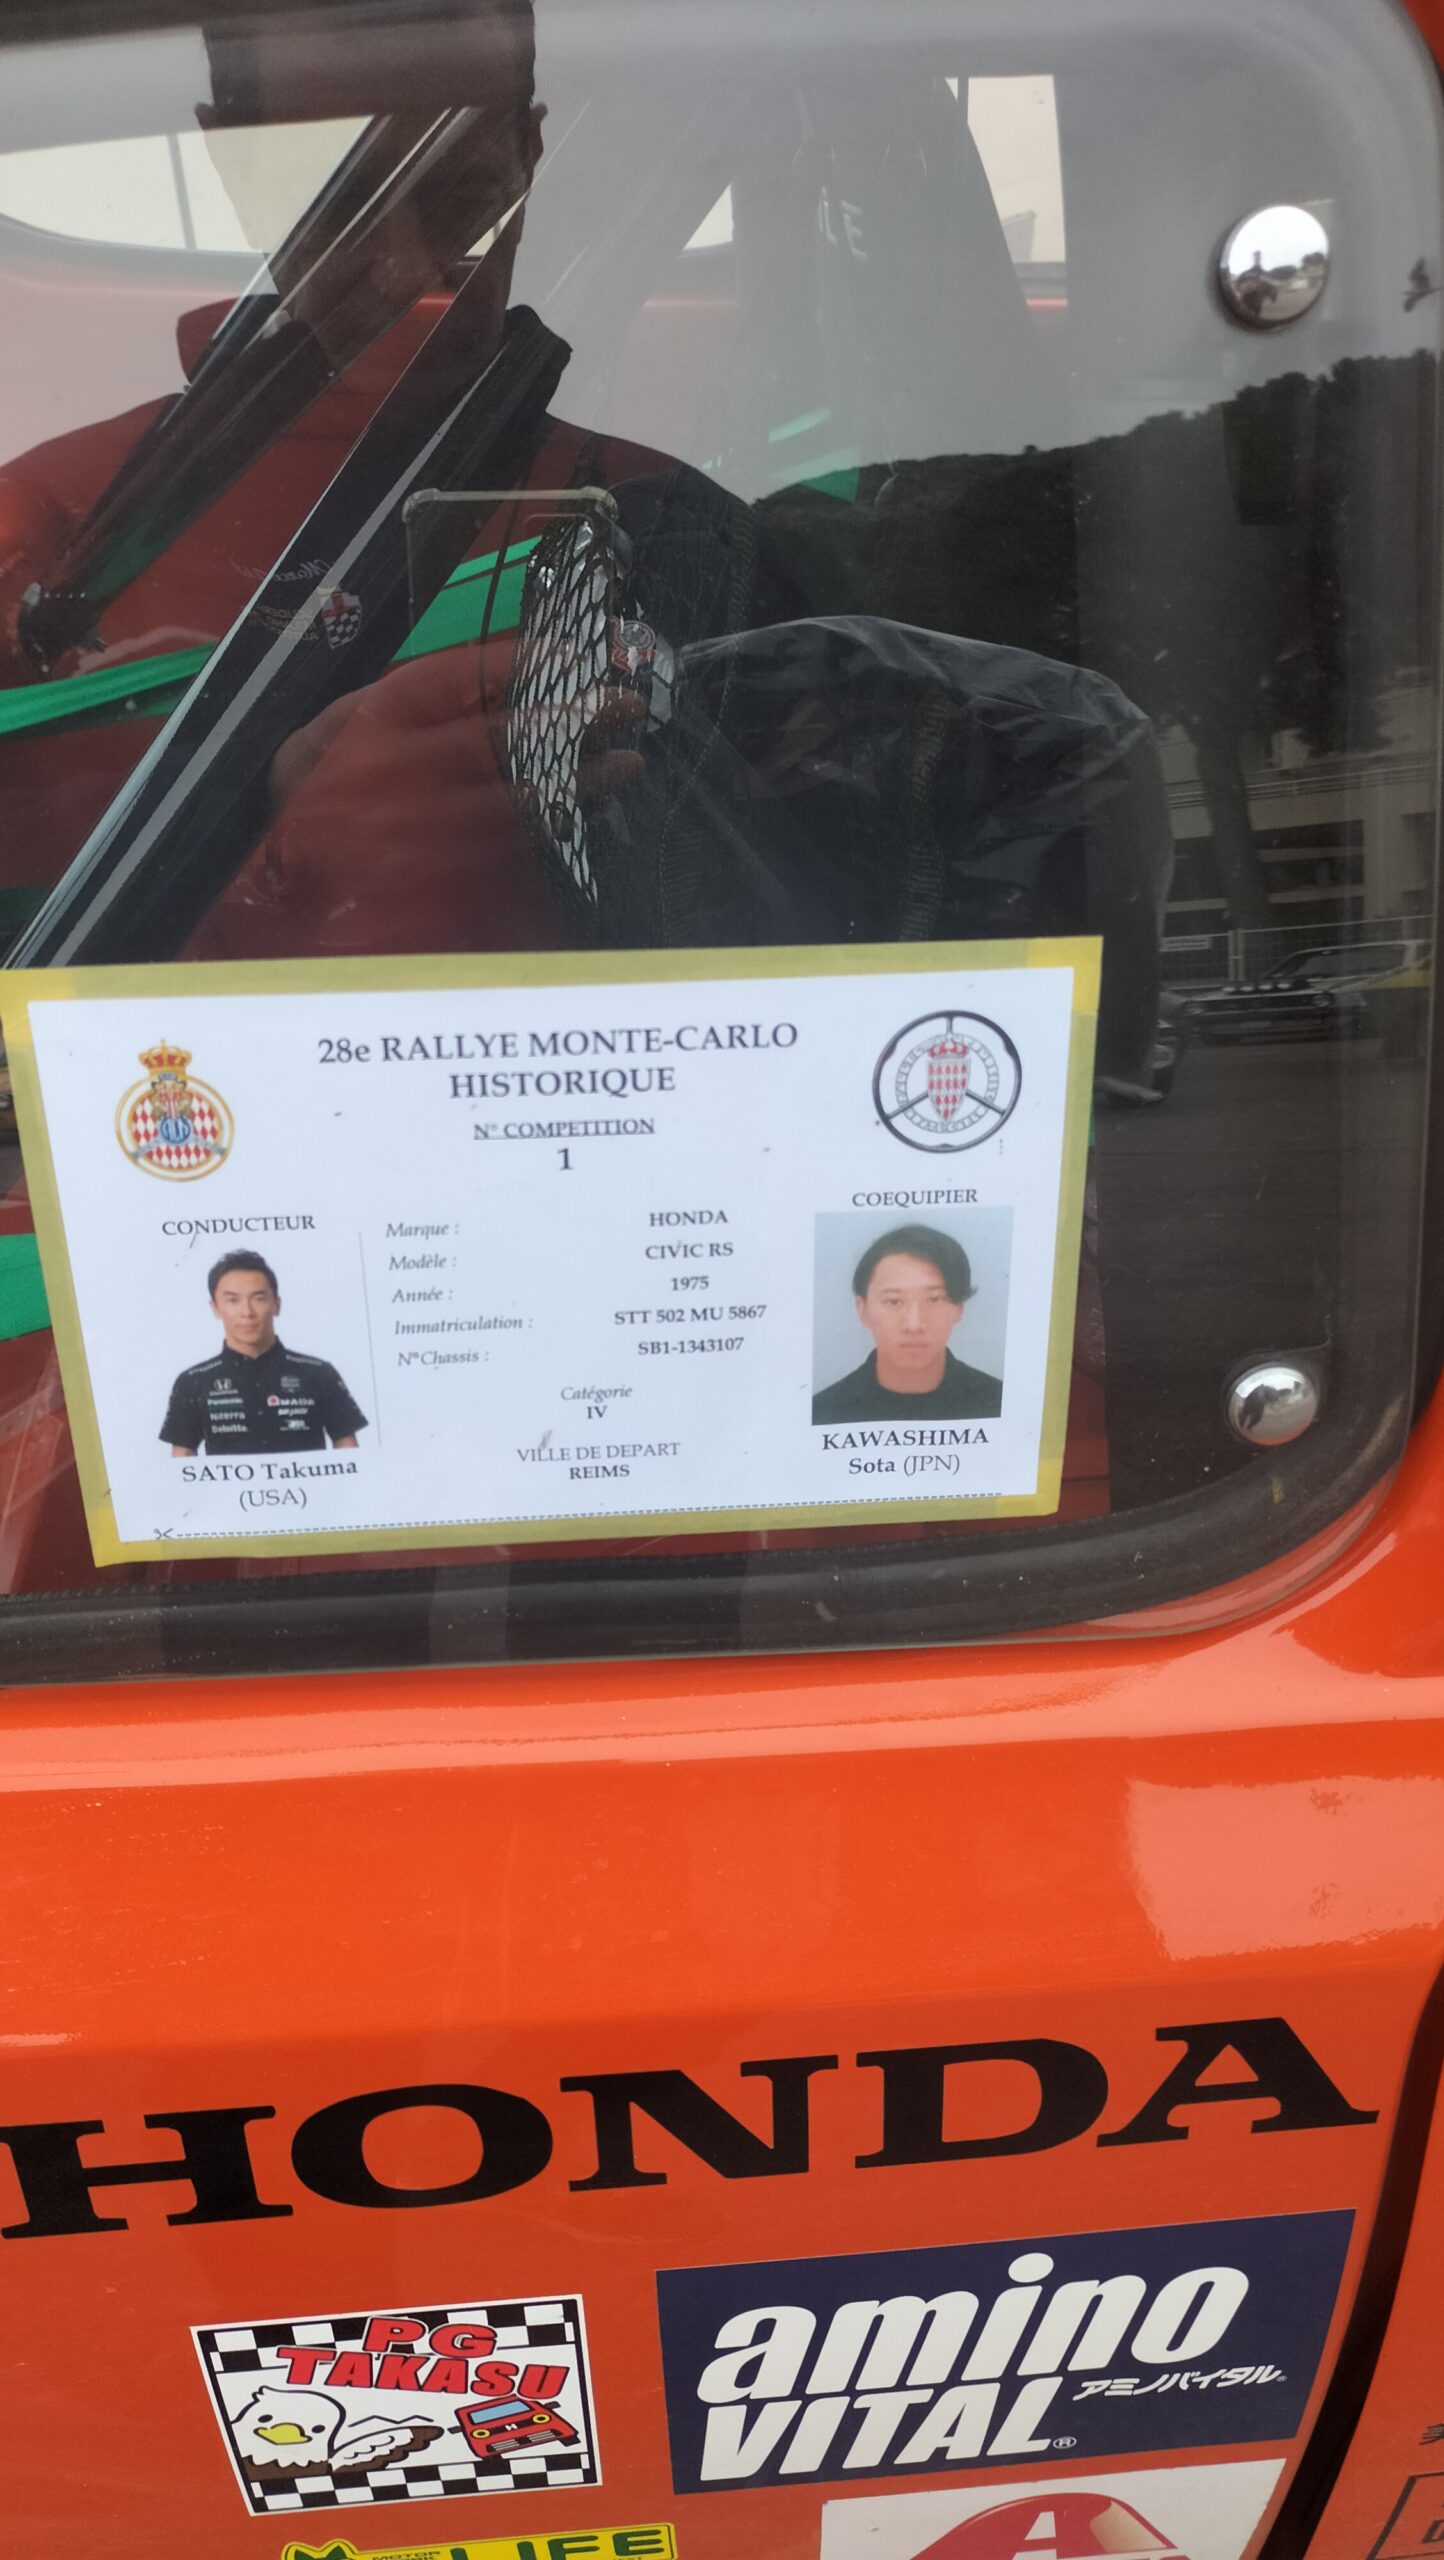 28e RALLYE MONTE-CARLO
HISTORIQUE
N° COMPETITION
1
CONDUCTEUR
SATO Takuma
(USA)
Marque : HONDA
Modèle : CIVIC RS
Année : 1975
Immatriculation : STT 502 MU 5867
N°Chassis : SB1-1343107
Catégorie
IV
VILLE DE DEPART
REIMS
COEQUIPIER
KAWASHIMA
Sota (JPN)
HONDA
PG
TAKASU
amino
VITAL®
アミノバイタル®
MOTOR
LIFE